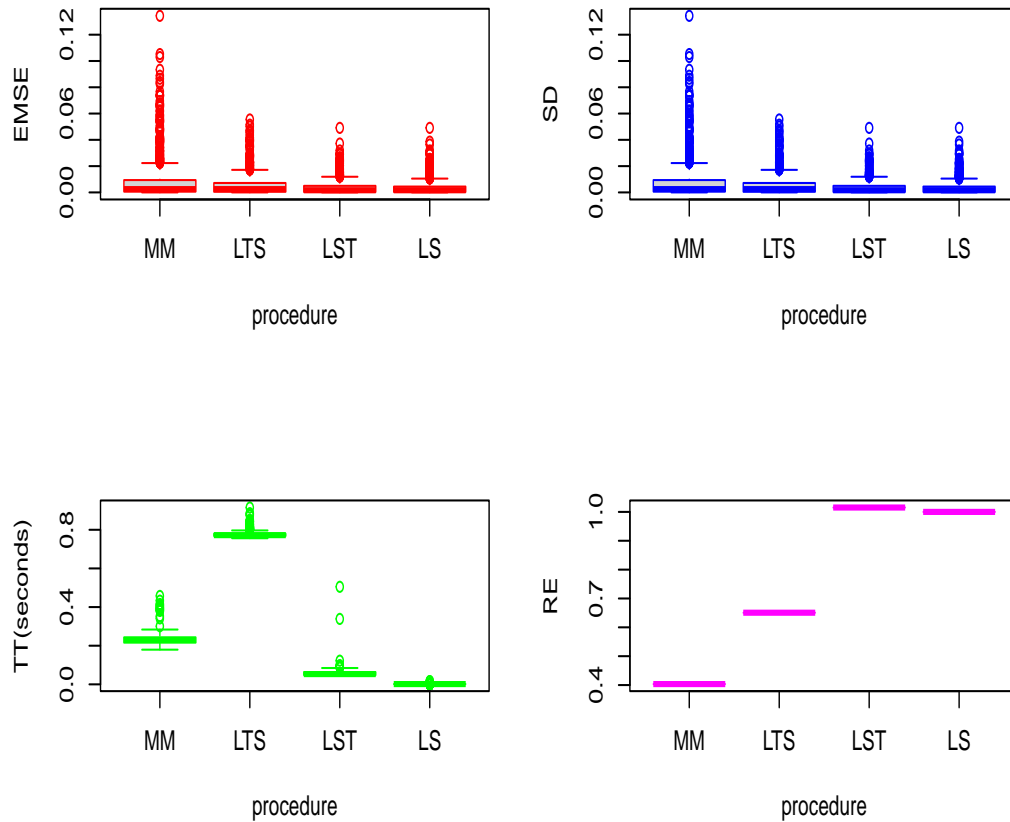 EMSE
0.00 0.06 0.12
MM LTS LST LS
procedure
SD
0.00 0.06 0.12
MM LTS LST LS
procedure
TT(seconds)
0.0 0.4 0.8
MM LTS LST LS
procedure
RE
0.4 0.7 1.0
MM LTS LST LS
procedure